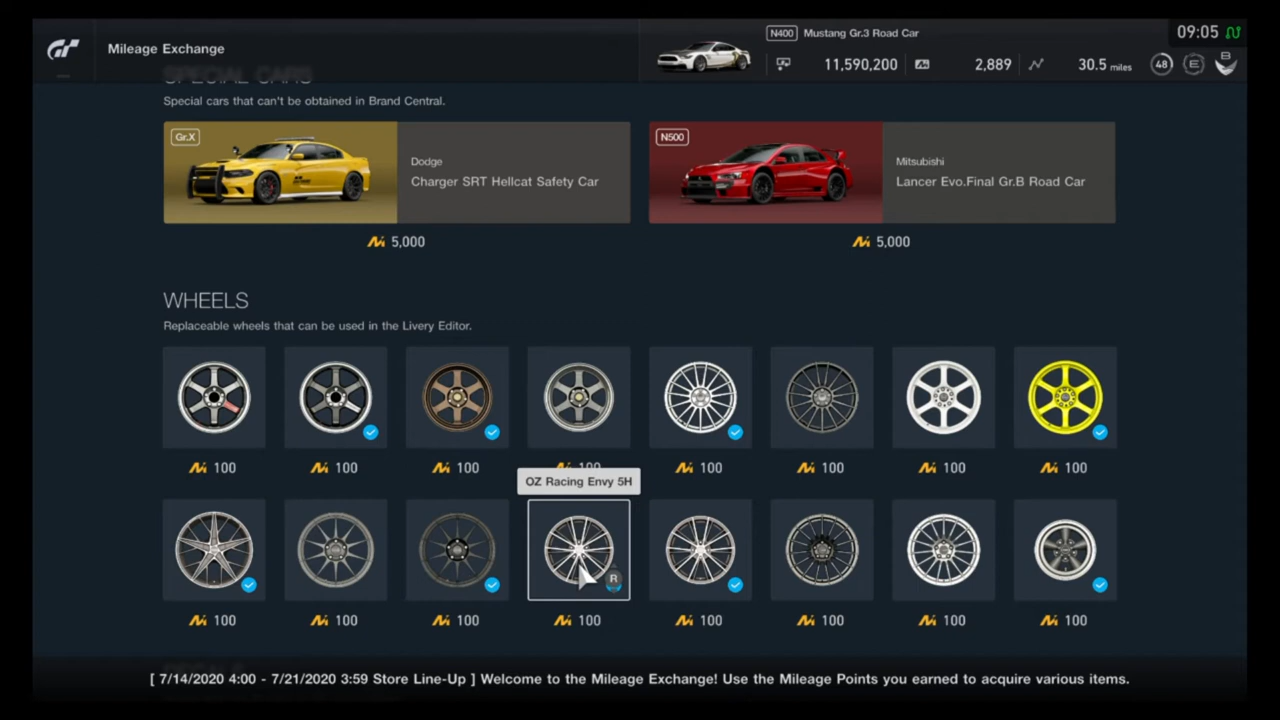 Mileage Exchange
N400 Mustang Gr.3 Road Car
11,590,200 2,889 30.5 miles 48 E B
09:05
SPECIAL CARS
Special cars that can't be obtained in Brand Central.
Gr.X
Dodge
Charger SRT Hellcat Safety Car
5,000
N500
Mitsubishi
Lancer Evo.Final Gr.B Road Car
5,000
WHEELS
Replaceable wheels that can be used in the Livery Editor.
100 100 100 100 100 100 100 100
OZ Racing Envy 5H
R
100 100 100 100 100 100 100 100
[ 7/14/2020 4:00 - 7/21/2020 3:59 Store Line-Up ] Welcome to the Mileage Exchange! Use the Mileage Points you earned to acquire various items.